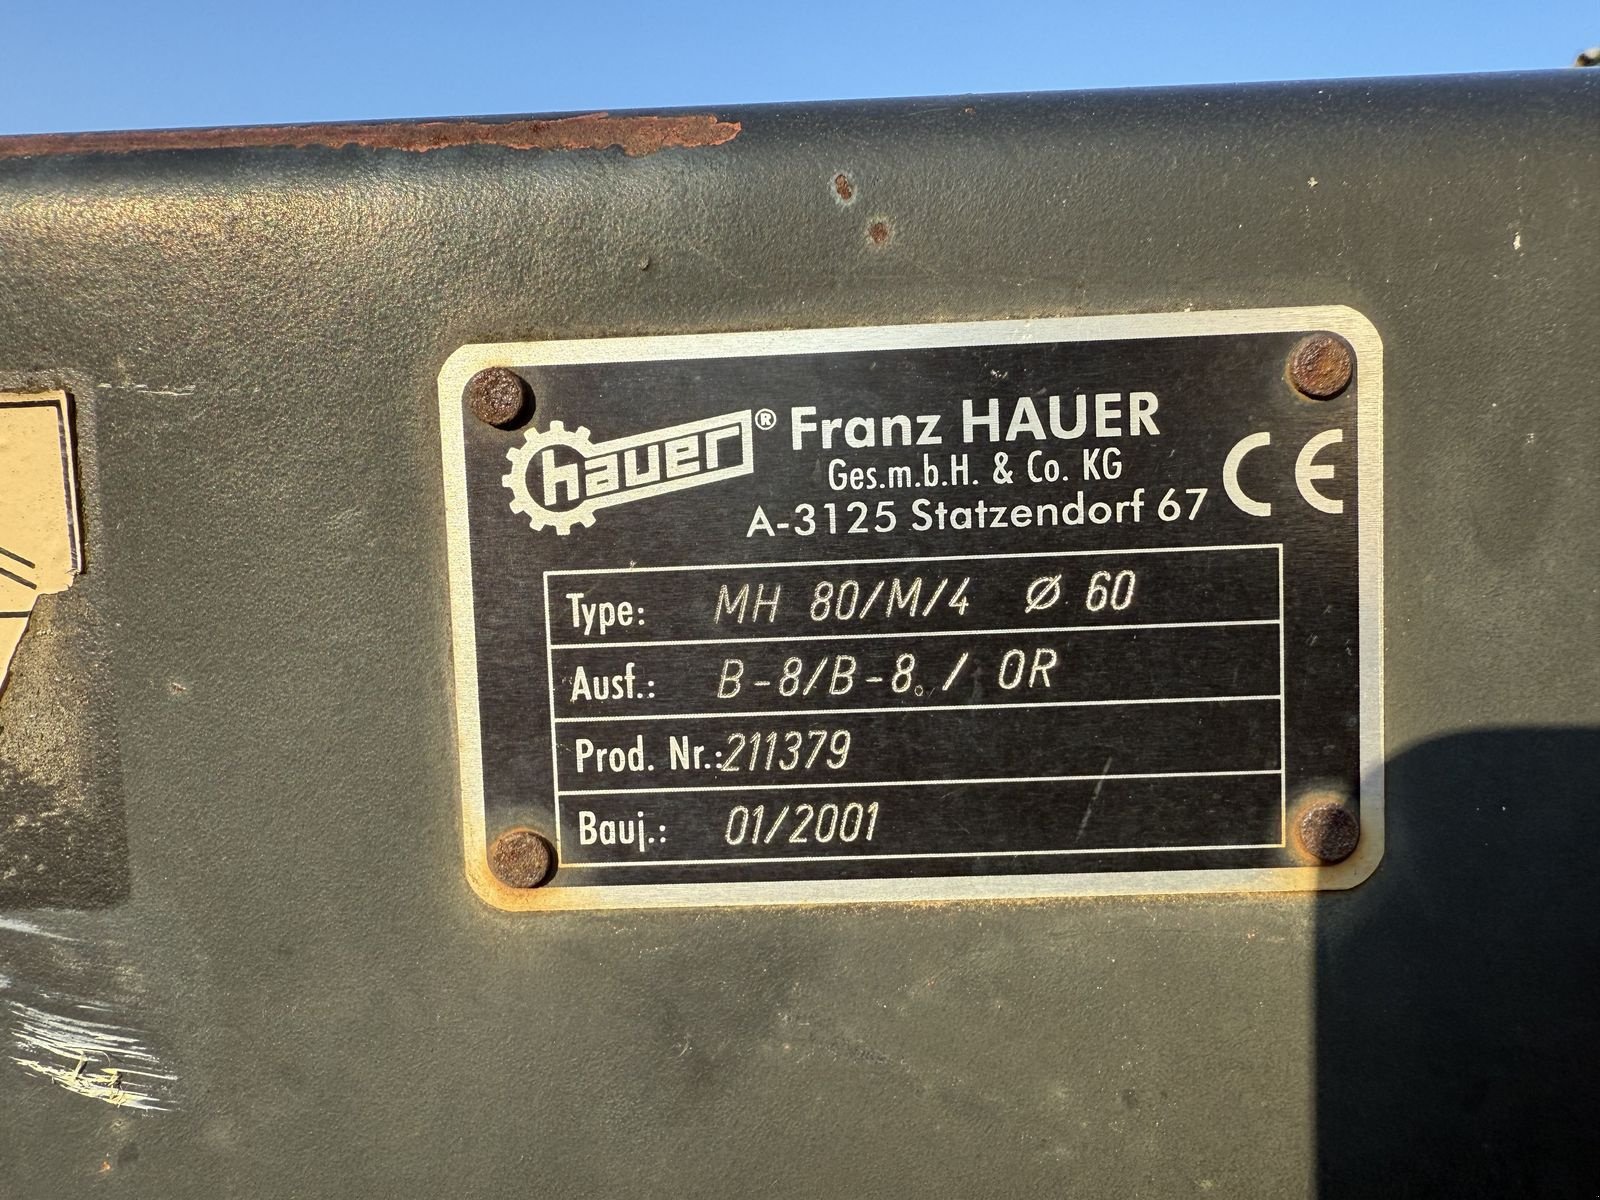 hauer® Franz HAUER
Ges.m.b.H. & Co. KG
A-3125 Statzendorf 67
CE
Type: MH 80/M/4 Ø 60
Ausf.: B-8/B-8. / OR
Prod. Nr.: 211379
Bauj.: 01/2001